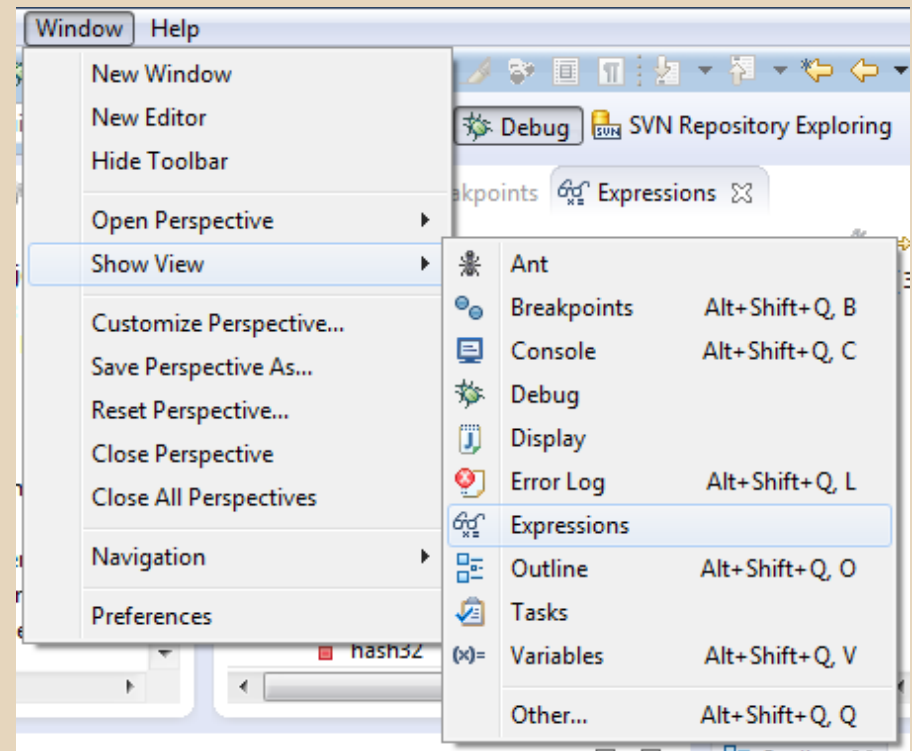 Window Help
New Window
New Editor
Hide Toolbar
Open Perspective
Show View
Customize Perspective...
Save Perspective As...
Reset Perspective...
Close Perspective
Close All Perspectives
Navigation
Preferences
Debug SVN Repository Exploring
akpoints Expressions
Ant
Breakpoints Alt+Shift+Q, B
Console Alt+Shift+Q, C
Debug
Display
Error Log Alt+Shift+Q, L
Expressions
Outline Alt+Shift+Q, O
Tasks
(x)= Variables Alt+Shift+Q, V
Other... Alt+Shift+Q, Q
hash32